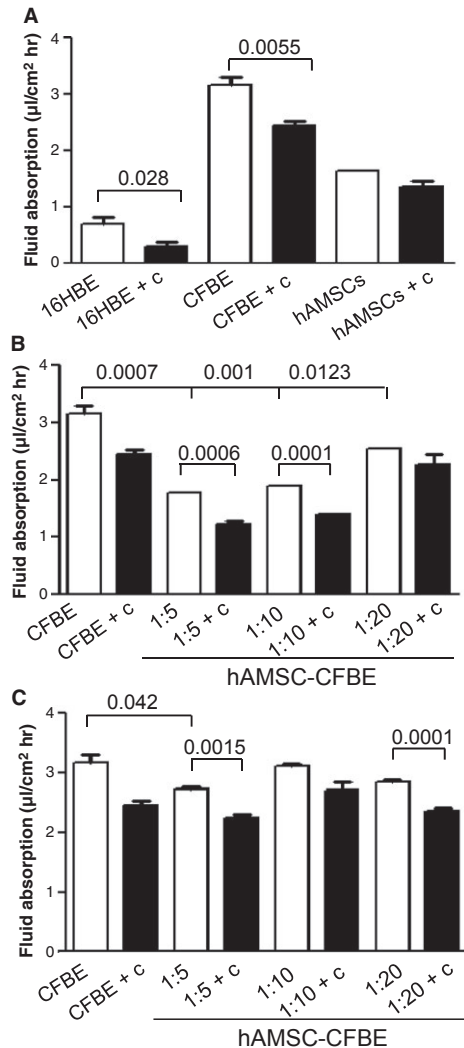 A
Fluid absorption (µl/cm² hr)
4
3
2
1
0
0.028
0.0055
16HBE
16HBE + c
CFBE
CFBE + c
hAMSCs
hAMSCs + c
B
Fluid absorption (µl/cm² hr)
4
3
2
1
0
0.0007
0.001
0.0123
0.0006
0.0001
CFBE
CFBE + c
1:5
1:5 + c
1:10
1:10 + c
1:20
1:20 + c
hAMSC-CFBE
C
Fluid absorption (µl/cm² hr)
4
3
2
1
0
0.042
0.0015
0.0001
CFBE
CFBE + c
1:5
1:5 + c
1:10
1:10 + c
1:20
1:20 + c
hAMSC-CFBE